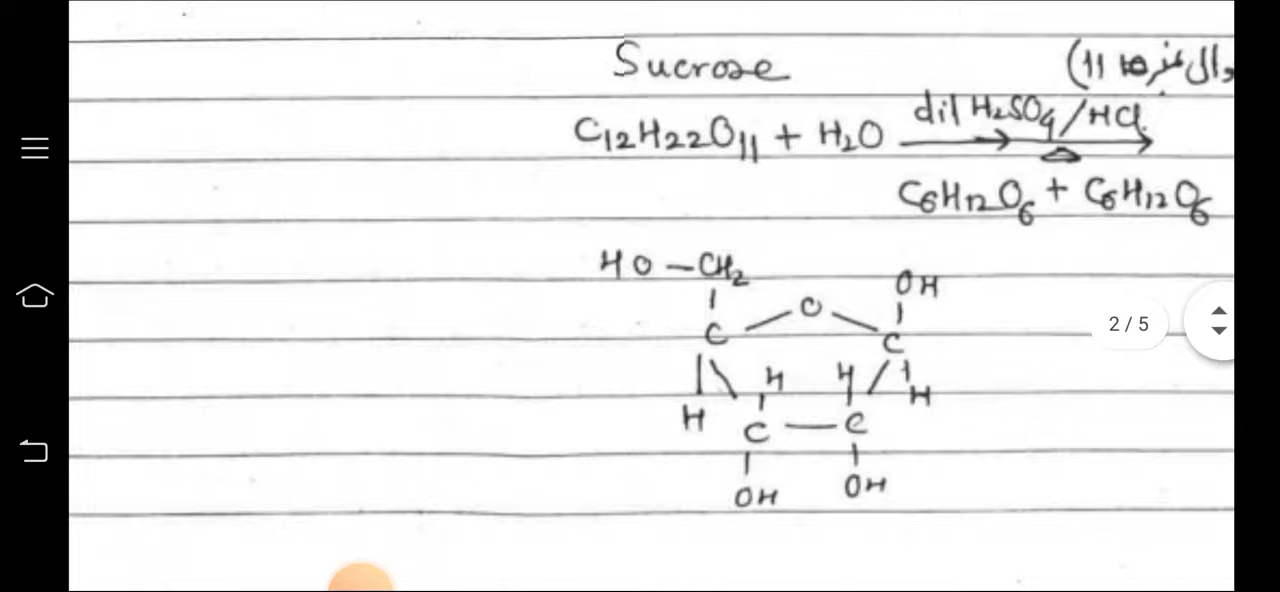 Sucrose
C12H22O11 + H2O dil H2SO4/HCl Δ
C6H12O6 + C6H12O6
HO – CH2
OH
O
C C
H H H H
C — C
OH OH
2 / 5